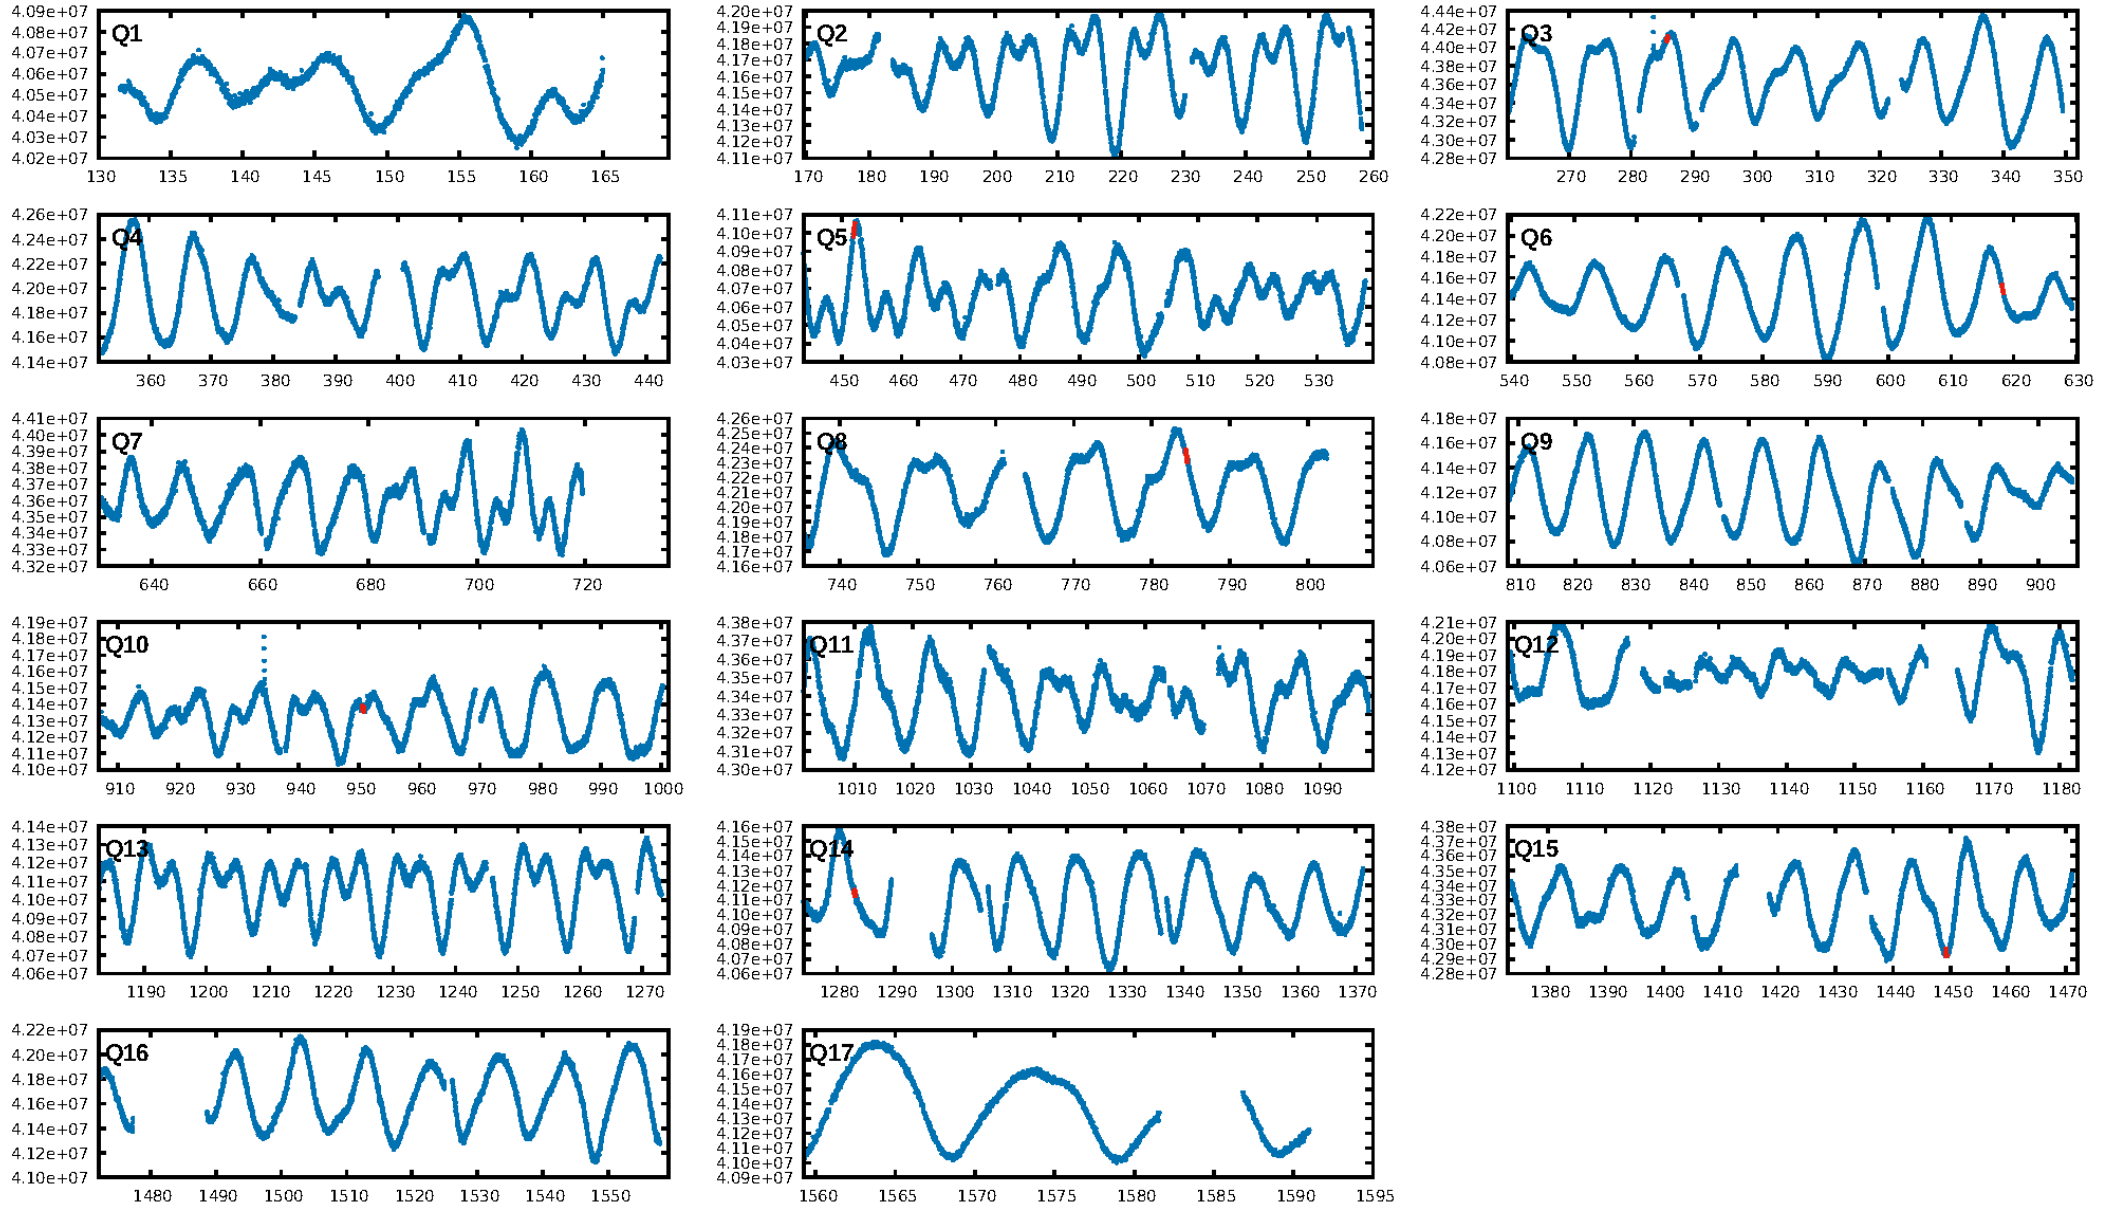 4.09e+07 4.08e+07 4.07e+07 4.06e+07 4.05e+07 4.04e+07 4.03e+07 4.02e+07
Q1
130 135 140 145 150 155 160 165
4.20e+07 4.19e+07 4.18e+07 4.17e+07 4.16e+07 4.15e+07 4.14e+07 4.13e+07 4.12e+07 4.11e+07
Q2
170 180 190 200 210 220 230 240 250 260
4.44e+07 4.42e+07 4.40e+07 4.38e+07 4.36e+07 4.34e+07 4.32e+07 4.30e+07 4.28e+07
Q3
270 280 290 300 310 320 330 340 350
4.26e+07 4.24e+07 4.22e+07 4.20e+07 4.18e+07 4.16e+07 4.14e+07
Q4
360 370 380 390 400 410 420 430 440
4.11e+07 4.10e+07 4.09e+07 4.08e+07 4.07e+07 4.06e+07 4.05e+07 4.04e+07 4.03e+07
Q5
450 460 470 480 490 500 510 520 530
4.22e+07 4.20e+07 4.18e+07 4.16e+07 4.14e+07 4.11e+07 4.10e+07 4.08e+07
Q6
540 550 560 570 580 590 600 610 620 630
4.41e+07 4.40e+07 4.39e+07 4.38e+07 4.37e+07 4.36e+07 4.35e+07 4.34e+07 4.33e+07 4.32e+07
Q7
640 660 680 700 720
4.26e+07 4.25e+07 4.24e+07 4.23e+07 4.22e+07 4.21e+07 4.20e+07 4.19e+07 4.18e+07 4.17e+07 4.16e+07
Q8
740 750 760 770 780 790 800
4.18e+07 4.16e+07 4.14e+07 4.12e+07 4.10e+07 4.08e+07 4.06e+07
Q9
810 820 830 840 850 860 870 880 890 900
4.19e+07 4.18e+07 4.17e+07 4.16e+07 4.15e+07 4.14e+07 4.13e+07 4.12e+07 4.11e+07 4.10e+07
Q10
910 920 930 940 950 960 970 980 990 1000
4.38e+07 4.37e+07 4.36e+07 4.35e+07 4.34e+07 4.33e+07 4.32e+07 4.31e+07 4.30e+07
Q11
1010 1020 1030 1040 1050 1060 1070 1080 1090
4.21e+07 4.20e+07 4.19e+07 4.18e+07 4.17e+07 4.16e+07 4.15e+07 4.14e+07 4.13e+07 4.12e+07
Q12
1100 1110 1120 1130 1140 1150 1160 1170 1180
4.14e+07 4.13e+07 4.12e+07 4.11e+07 4.10e+07 4.09e+07 4.08e+07 4.07e+07 4.06e+07
Q13
1190 1200 1210 1220 1230 1240 1250 1260 1270
4.16e+07 4.15e+07 4.14e+07 4.13e+07 4.12e+07 4.11e+07 4.10e+07 4.09e+07 4.08e+07 4.07e+07 4.06e+07
Q14
1280 1290 1300 1310 1320 1330 1340 1350 1360 1370
4.38e+07 4.37e+07 4.36e+07 4.35e+07 4.34e+07 4.33e+07 4.32e+07 4.31e+07 4.30e+07 4.29e+07 4.28e+07
Q15
1380 1390 1400 1410 1420 1430 1440 1450 1460 1470
4.22e+07 4.20e+07 4.18e+07 4.16e+07 4.14e+07 4.12e+07 4.10e+07
Q16
1480 1490 1500 1510 1520 1530 1540 1550
4.19e+07 4.18e+07 4.17e+07 4.16e+07 4.15e+07 4.14e+07 4.13e+07 4.12e+07 4.11e+07 4.10e+07 4.09e+07
Q17
1560 1565 1570 1575 1580 1585 1590 1595